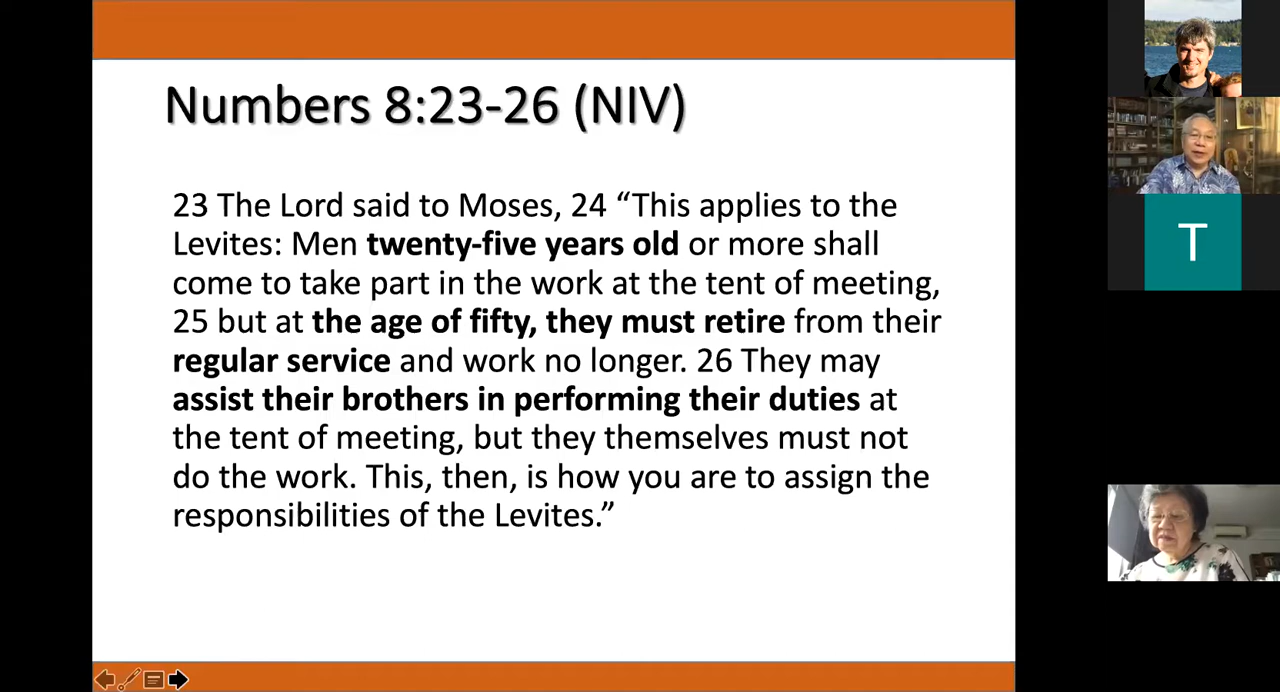 Numbers 8:23-26 (NIV)
23 The Lord said to Moses, 24 “This applies to the
Levites: Men twenty-five years old or more shall
come to take part in the work at the tent of meeting,
25 but at the age of fifty, they must retire from their
regular service and work no longer. 26 They may
assist their brothers in performing their duties at
the tent of meeting, but they themselves must not
do the work. This, then, is how you are to assign the
responsibilities of the Levites.”
T